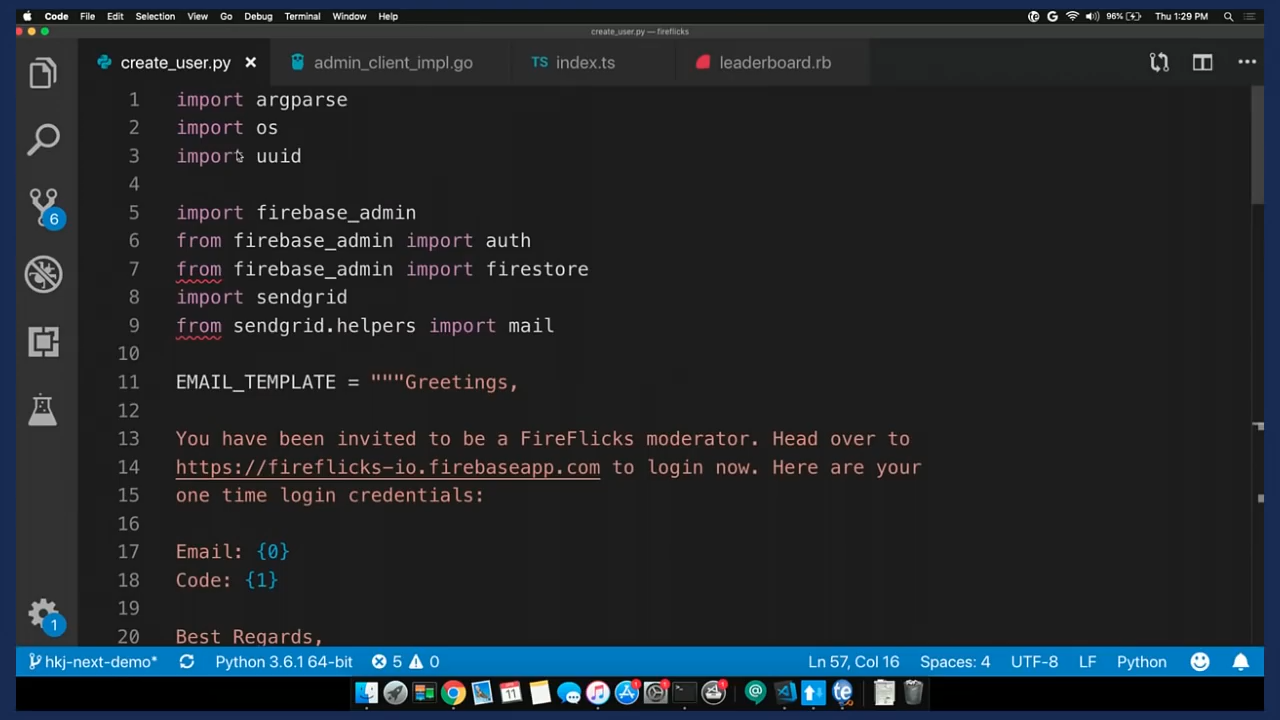 Code File Edit Selection View Go Debug Terminal Window Help 96% Thu 1:29 PM
create_user.py — fireflicks
create_user.py admin_client_impl.go TS index.ts leaderboard.rb
1 import argparse
2 import os
3 import uuid
4
5 import firebase_admin
6 from firebase_admin import auth
7 from firebase_admin import firestore
8 import sendgrid
9 from sendgrid.helpers import mail
10
11 EMAIL_TEMPLATE = """Greetings,
12
13 You have been invited to be a FireFlicks moderator. Head over to
14 https://fireflicks-io.firebaseapp.com to login now. Here are your
15 one time login credentials:
16
17 Email: {0}
18 Code: {1}
19
20 Best Regards,
6
1
hkj-next-demo* Python 3.6.1 64-bit 5 0 Ln 57, Col 16 Spaces: 4 UTF-8 LF Python
11